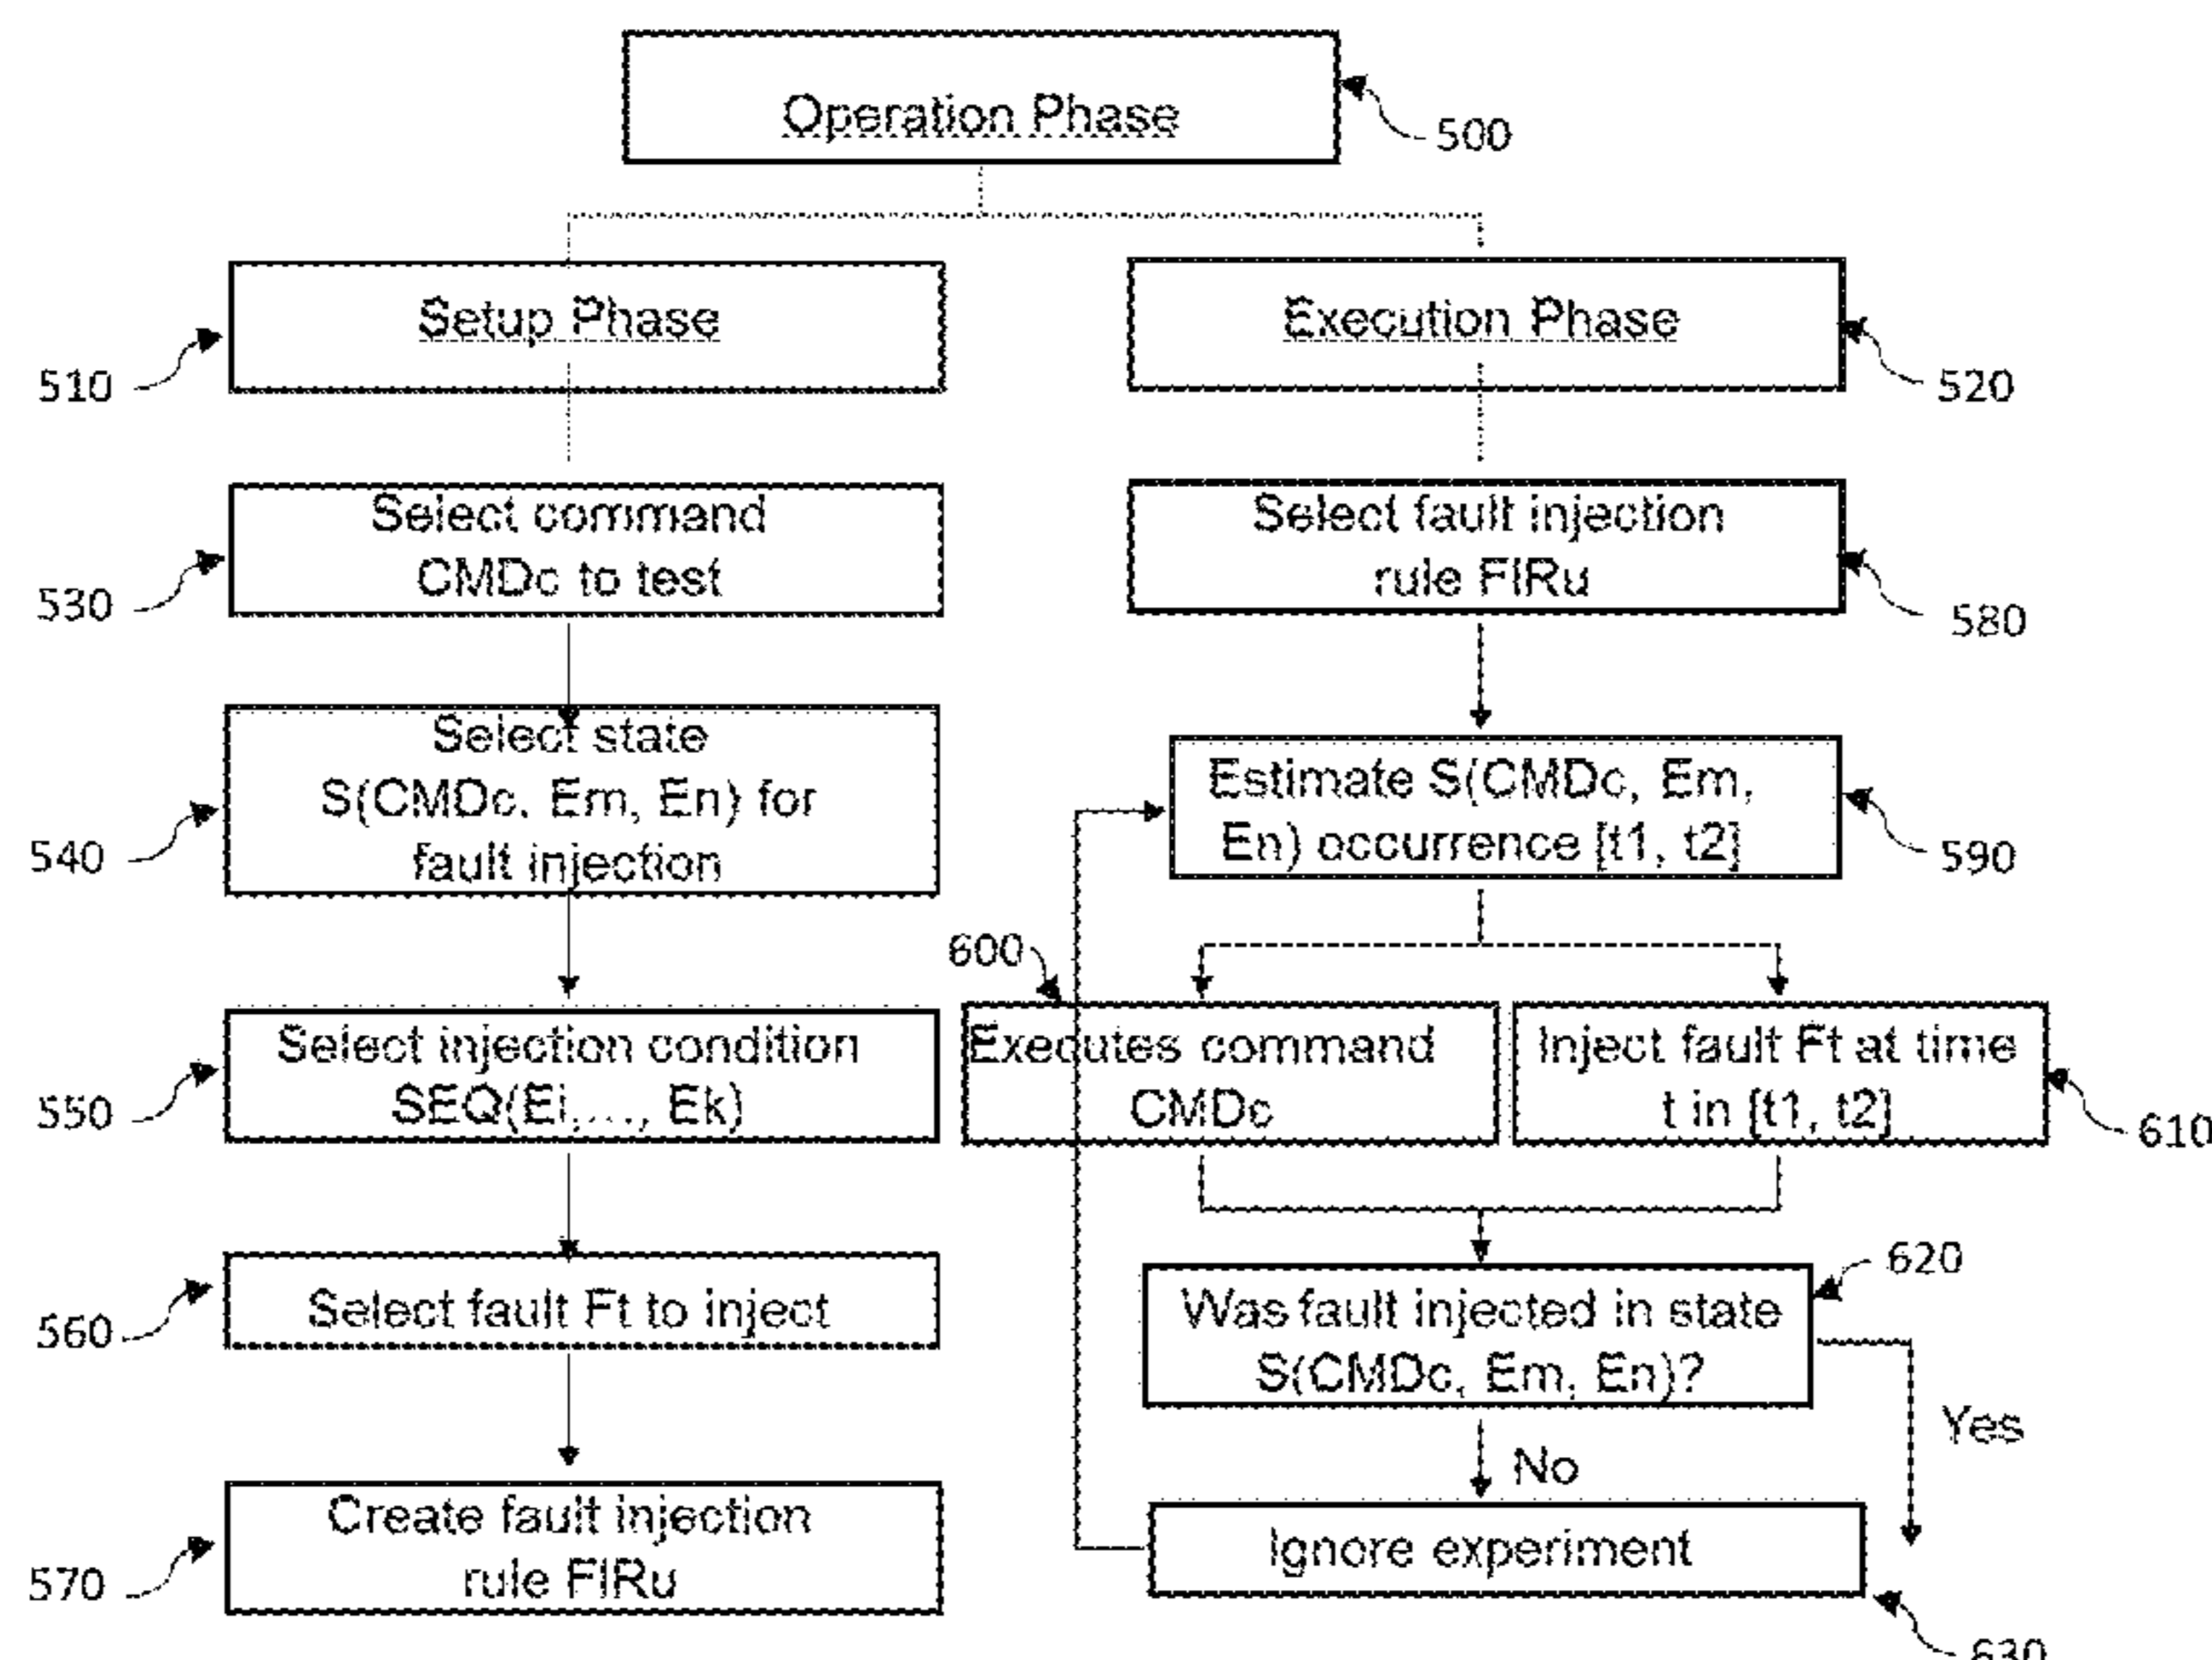 Operation Phase
500
Setup Phase
510
Execution Phase
520
Select command
CMDc to test
530
Select fault injection
rule FIRu
580
Select state
S(CMDc, Em, En) for
fault injection
540
Estimate S(CMDc, Em,
En) occurrence [t1, t2]
590
Select injection condition
SEQ(Ei,..., Ek)
550
600
Executes command
CMDc
Inject fault Ft at time
t in [t1, t2]
610
Select fault Ft to inject
560
Was fault injected in state
S(CMDc, Em, En)?
620
Yes
No
Create fault injection
rule FIRu
570
Ignore experiment
630